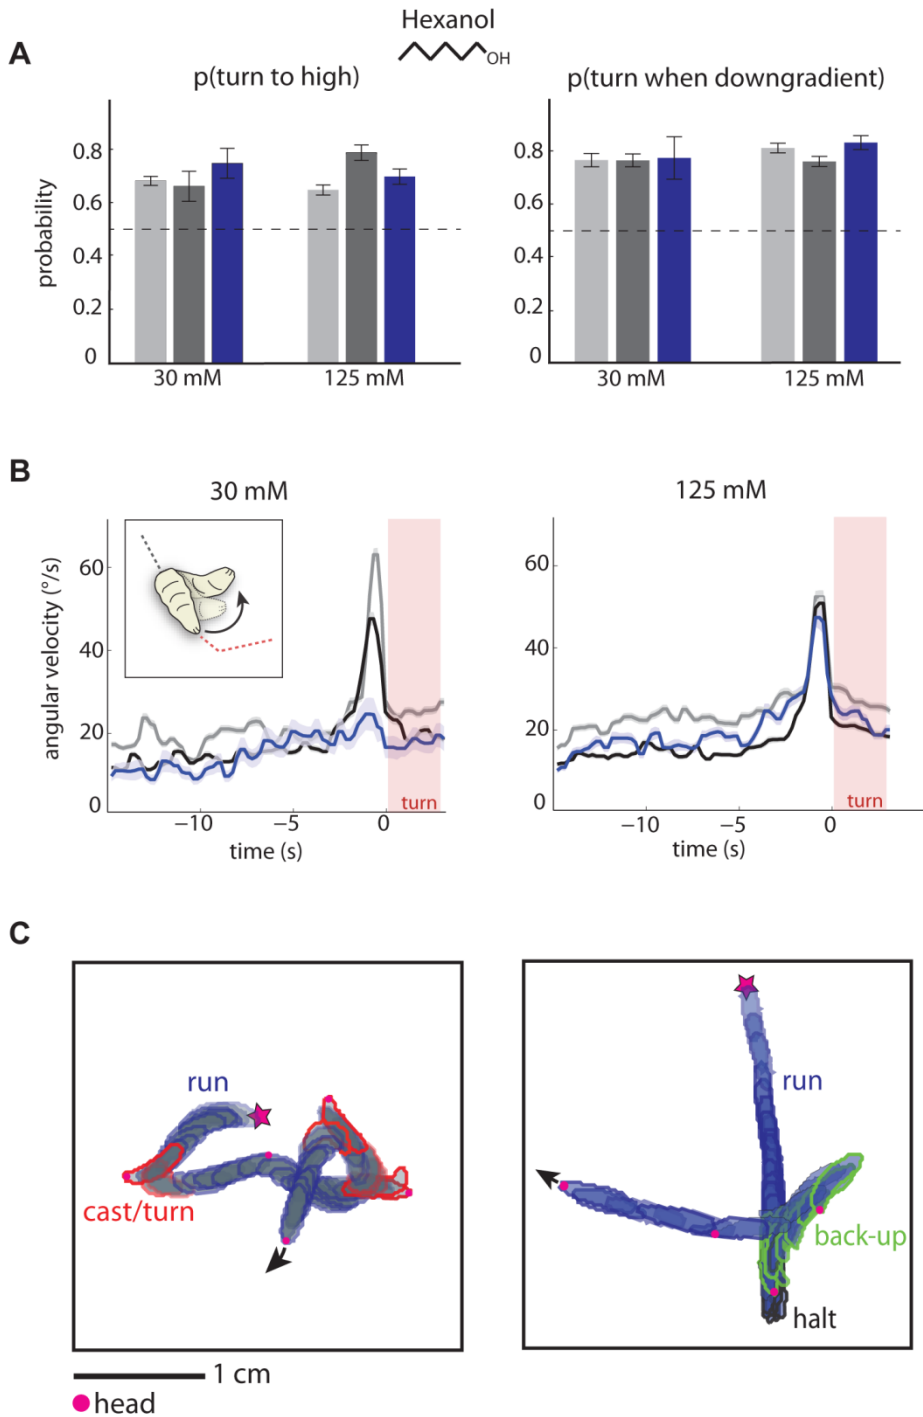 Hexanol
OH
A
p(turn to high)
p(turn when downgradient)
probability
0.8
0.6
0.4
0.2
0
30 mM
125 mM
0.8
0.6
0.4
0.2
0
30 mM
125 mM
B
30 mM
125 mM
angular velocity (°/s)
60
40
20
0
turn
−10
−5
0
time (s)
60
40
20
0
turn
−10
−5
0
time (s)
C
run
cast/turn
run
back-up
halt
1 cm
head